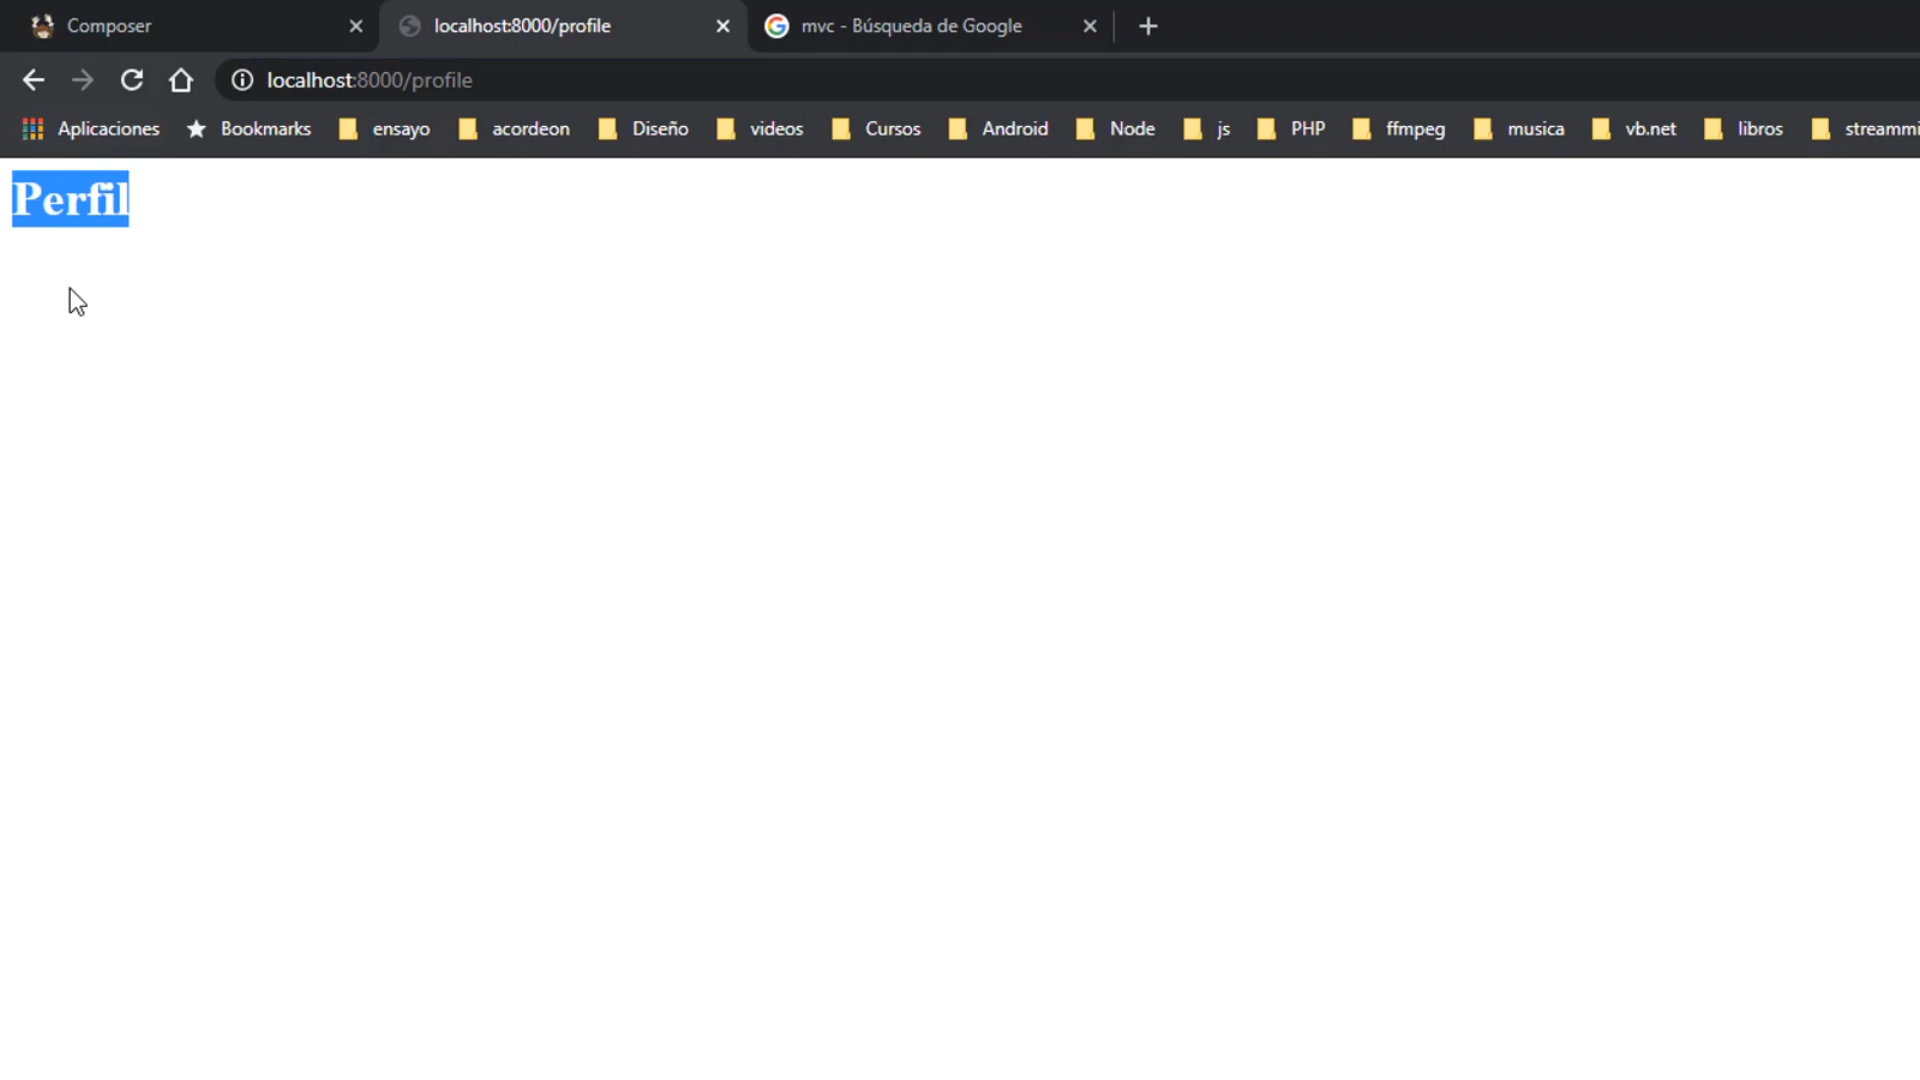 Composer
localhost:8000/profile
mvc - Búsqueda de Google
localhost:8000/profile
Aplicaciones Bookmarks ensayo acordeon Diseño videos Cursos Android Node js PHP ffmpeg musica vb.net libros streammi
Perfil